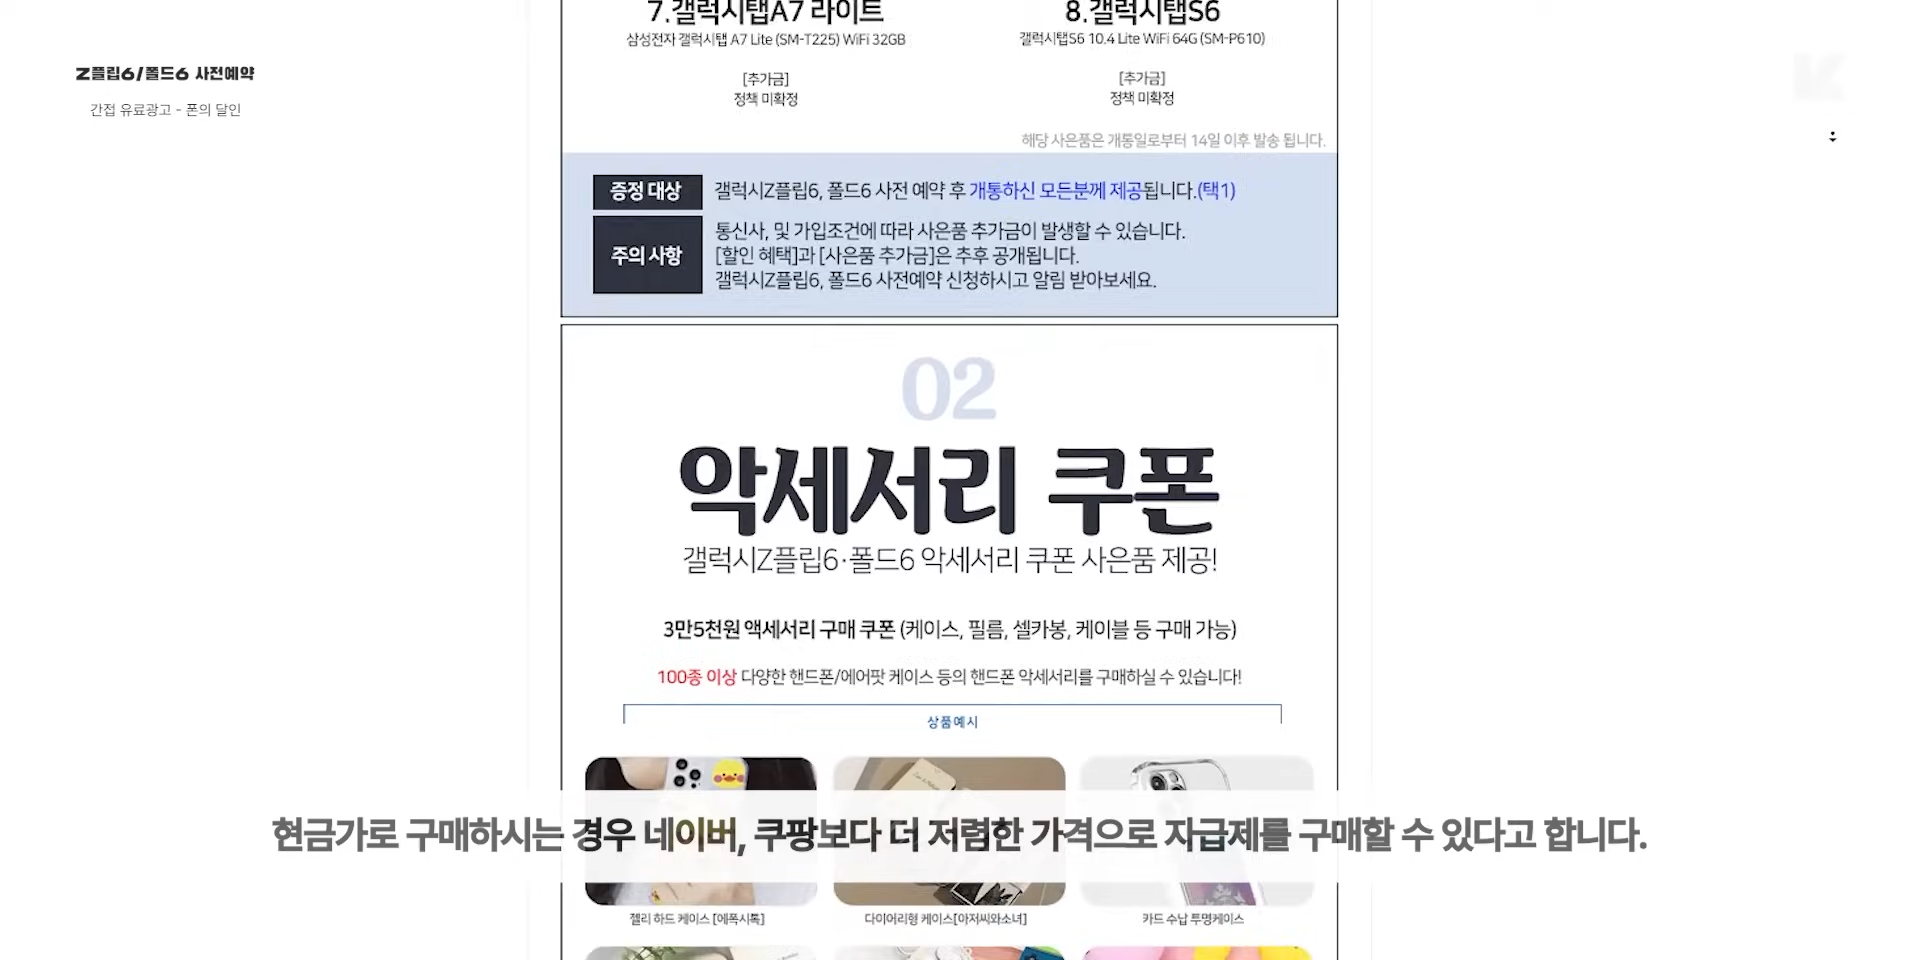 Z플립6/폴드6 사전예약
간접 유료광고 - 폰의 달인
7.갤럭시탭A7 라이트
삼성전자 갤럭시탭 A7 Lite (SM-T225) WiFi 32GB
[추가금]
정책 미확정
8.갤럭시탭S6
갤럭시탭S6 10.4 Lite WiFi 64G (SM-P610)
[추가금]
정책 미확정
해당 사은품은 개통일로부터 14일 이후 발송 됩니다.
증정 대상
갤럭시Z플립6, 폴드6 사전 예약 후 개통하신 모든분께 제공됩니다.(택1)
주의 사항
통신사, 및 가입조건에 따라 사은품 추가금이 발생할 수 있습니다.
[할인 혜택]과 [사은품 추가금]은 추후 공개됩니다.
갤럭시Z플립6, 폴드6 사전예약 신청하시고 알림 받아보세요.
02
악세서리 쿠폰
갤럭시Z플립6·폴드6 악세서리 쿠폰 사은품 제공!
3만5천원 액세서리 구매 쿠폰 (케이스, 필름, 셀카봉, 케이블 등 구매 가능)
100종 이상 다양한 핸드폰/에어팟 케이스 등의 핸드폰 악세서리를 구매하실 수 있습니다!
상품예시
현금가로 구매하시는 경우 네이버, 쿠팡보다 더 저렴한 가격으로 자급제를 구매할 수 있다고 합니다.
젤리 하드 케이스 [에폭시톡]
다이어리형 케이스[아저씨와소녀]
카드 수납 투명케이스